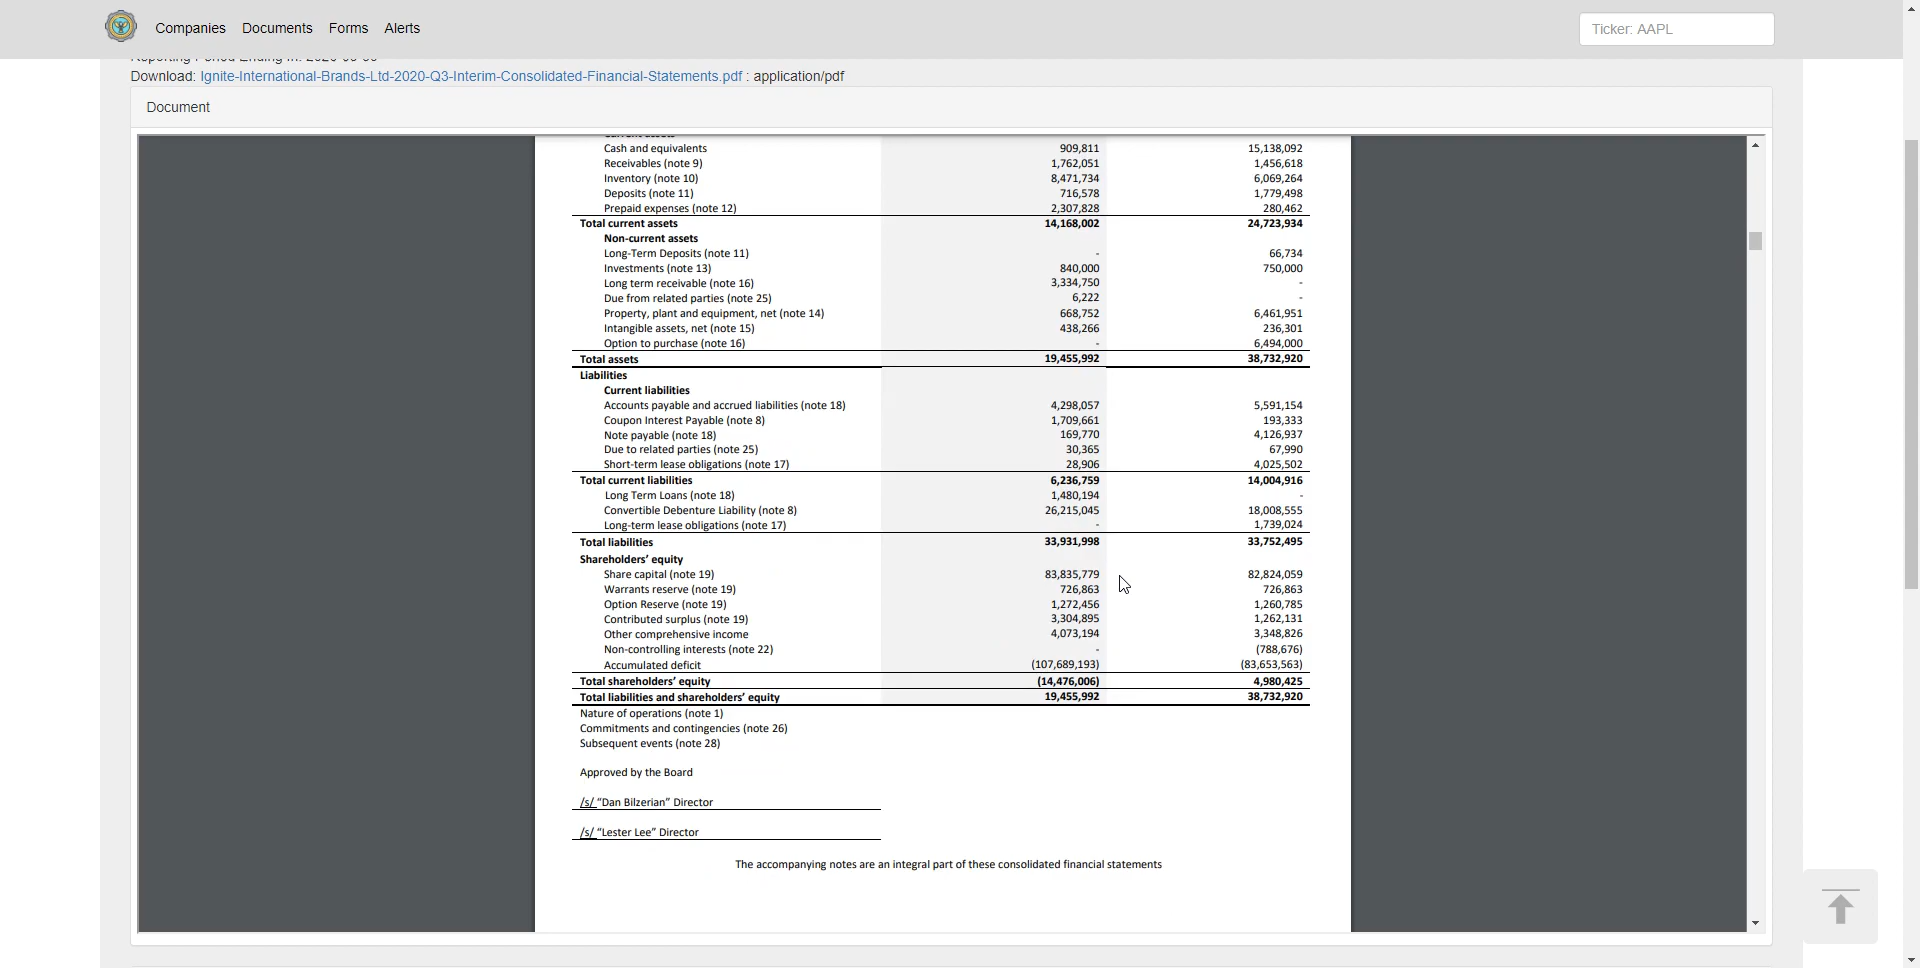 Companies Documents Forms Alerts
Ticker: AAPL
Download: Ignite-International-Brands-Ltd-2020-Q3-Interim-Consolidated-Financial-Statements.pdf : application/pdf
Document
Cash and equivalents 909,811 15,138,092
Receivables (note 9) 1,762,051 1,456,618
Inventory (note 10) 8,471,734 6,069,264
Deposits (note 11) 716,578 1,779,498
Prepaid expenses (note 12) 2,307,828 280,462
Total current assets 14,168,002 24,723,934
Non-current assets
Long-Term Deposits (note 11) - 66,734
Investments (note 13) 840,000 750,000
Long term receivable (note 16) 3,334,750 -
Due from related parties (note 25) 6,222 -
Property, plant and equipment, net (note 14) 668,752 6,461,951
Intangible assets, net (note 15) 438,266 236,301
Option to purchase (note 16) - 6,494,000
Total assets 19,455,992 38,732,920
Liabilities
Current liabilities
Accounts payable and accrued liabilities (note 18) 4,298,057 5,591,154
Coupon Interest Payable (note 8) 1,709,661 193,333
Note payable (note 18) 169,770 4,126,937
Due to related parties (note 25) 30,365 67,990
Short-term lease obligations (note 17) 28,906 4,025,502
Total current liabilities 6,236,759 14,004,916
Long Term Loans (note 18) 1,480,194 -
Convertible Debenture Liability (note 8) 26,215,045 18,008,555
Long-term lease obligations (note 17) - 1,739,024
Total liabilities 33,931,998 33,752,495
Shareholders’ equity
Share capital (note 19) 83,835,779 82,824,059
Warrants reserve (note 19) 726,863 726,863
Option Reserve (note 19) 1,272,456 1,260,785
Contributed surplus (note 19) 3,304,895 1,262,131
Other comprehensive income 4,073,194 3,348,826
Non-controlling interests (note 22) - (788,676)
Accumulated deficit (107,689,193) (83,653,563)
Total shareholders’ equity (14,476,006) 4,980,425
Total liabilities and shareholders’ equity 19,455,992 38,732,920
Nature of operations (note 1)
Commitments and contingencies (note 26)
Subsequent events (note 28)
Approved by the Board
/s/ “Dan Bilzerian” Director
/s/ “Lester Lee” Director
The accompanying notes are an integral part of these consolidated financial statements